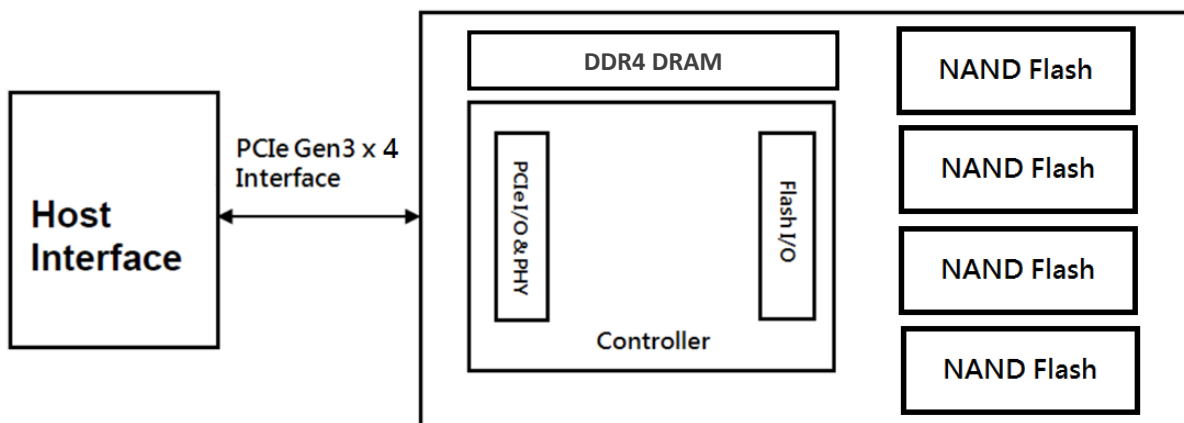 Host
Interface
PCIe Gen3 x 4
Interface
DDR4 DRAM
PCIe I/O & PHY
Flash I/O
Controller
NAND Flash
NAND Flash
NAND Flash
NAND Flash